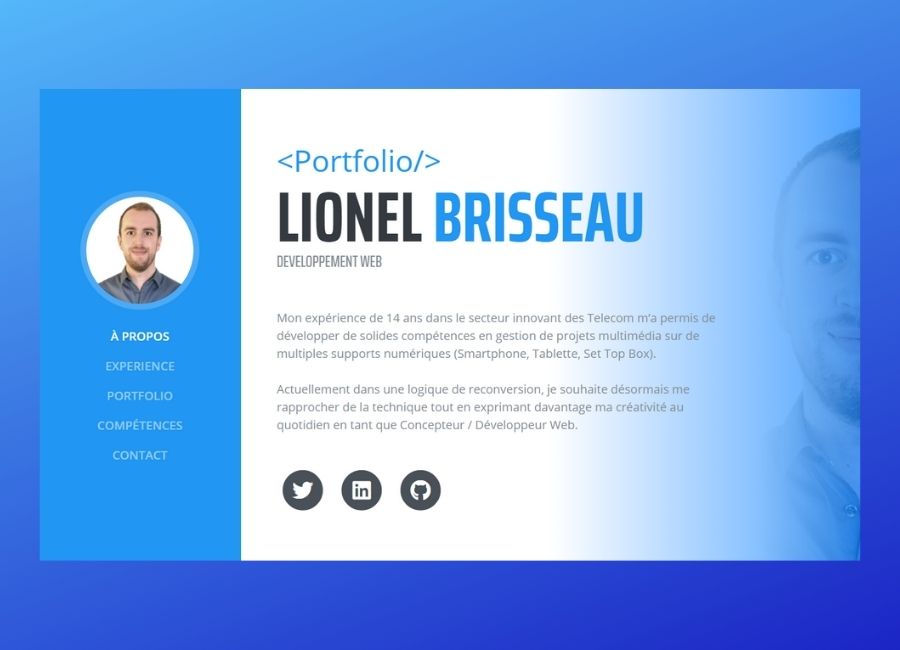 À PROPOS
EXPERIENCE
PORTFOLIO
COMPÉTENCES
CONTACT
<Portfolio/>
LIONEL BRISSEAU
DEVELOPPEMENT WEB
Mon expérience de 14 ans dans le secteur innovant des Telecom m'a permis de
développer de solides compétences en gestion de projets multimédia sur de
multiples supports numériques (Smartphone, Tablette, Set Top Box).
Actuellement dans une logique de reconversion, je souhaite désormais me
rapprocher de la technique tout en exprimant davantage ma créativité au
quotidien en tant que Concepteur / Développeur Web.
in